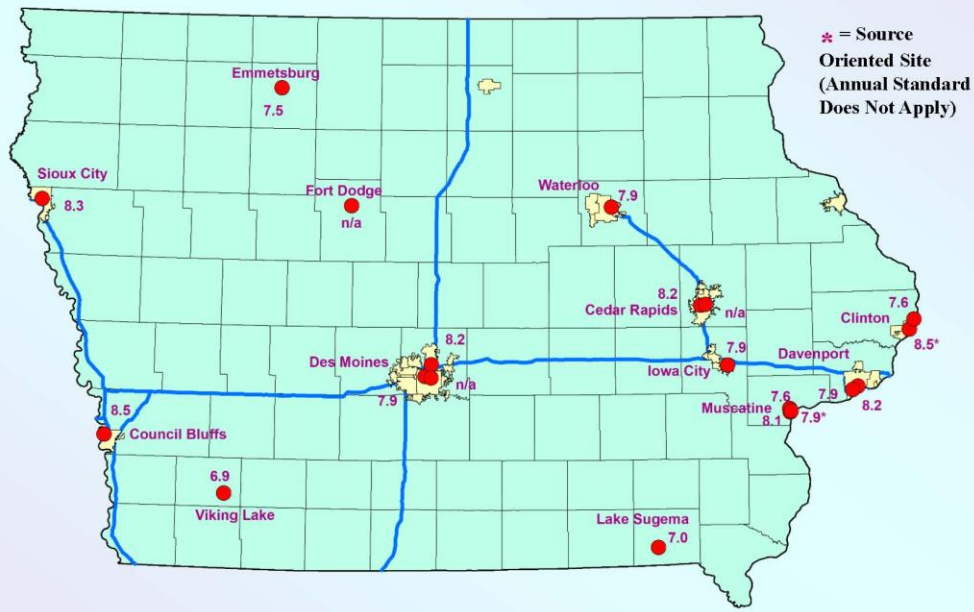 * = Source
Oriented Site
(Annual Standard
Does Not Apply)
Emmetsburg
7.5
Sioux City
8.3
Fort Dodge
n/a
Waterloo
7.9
8.2
Cedar Rapids
n/a
7.6
Clinton
8.5*
8.2
Des Moines
n/a
7.9
7.9
Iowa City
Davenport
7.9
8.2
7.6
Muscatine
8.1
7.9*
8.5
Council Bluffs
6.9
Viking Lake
Lake Sugema
7.0